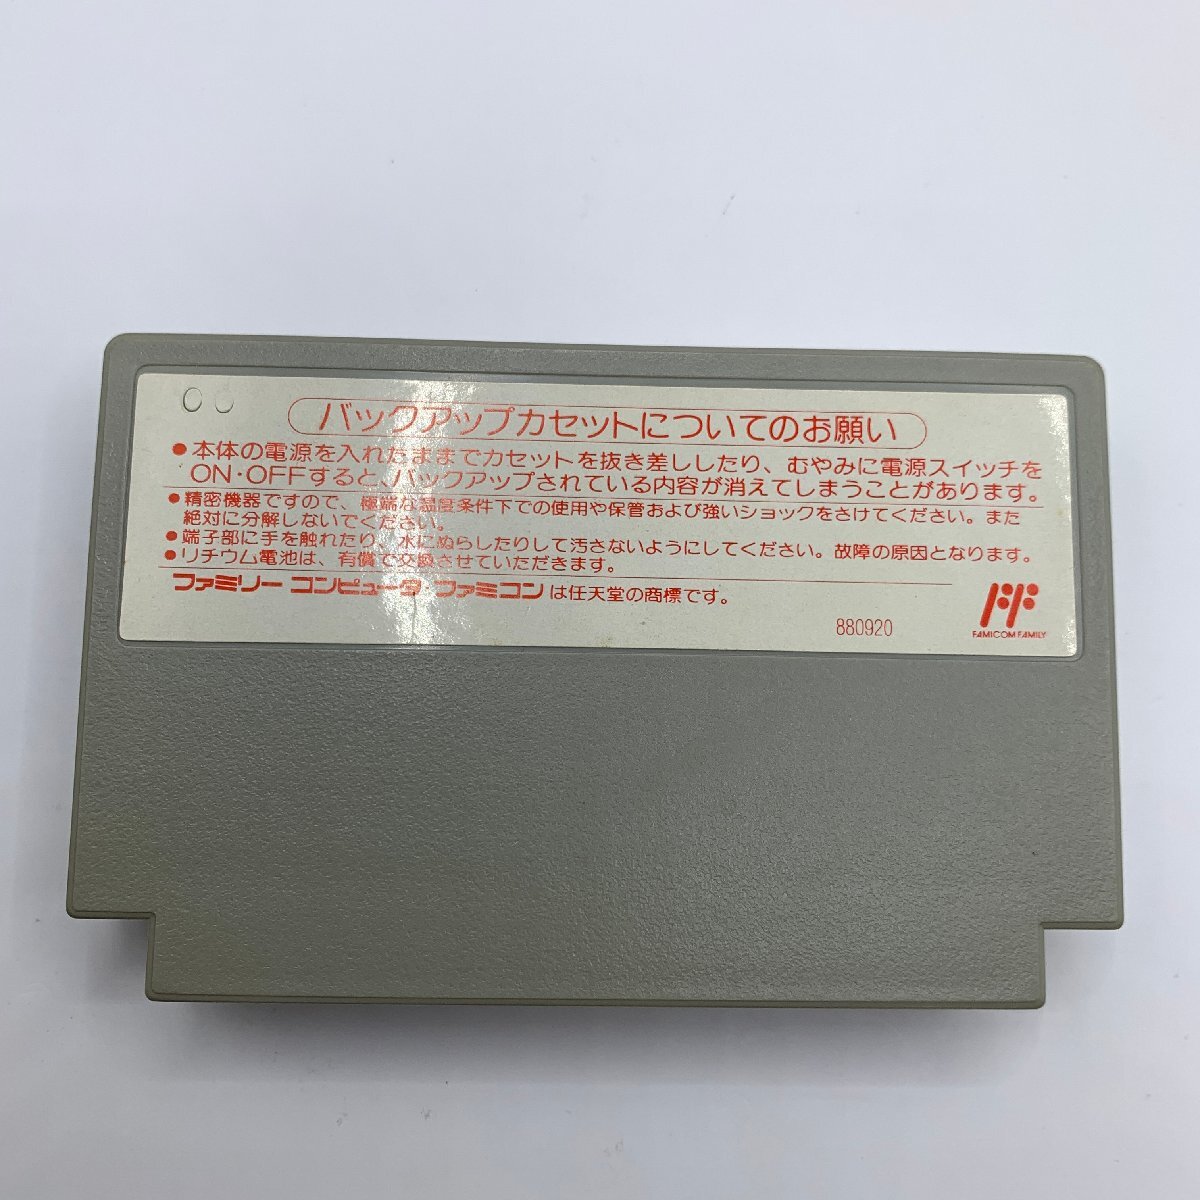 バックアップカセットについてのお願い
●本体の電源を入れたままでカセットを抜き差ししたり、むやみに電源スイッチを
ON・OFFすると、バックアップされている内容が消えてしまうことがあります。
●精密機器ですので、極端な温度条件下での使用や保管および強いショックをさけてください。また
絶対に分解しないでください。
●端子部に手を触れたり、水にぬらしたりして汚さないようにしてください。故障の原因となります。
●リチウム電池は、有償で交換させていただきます。
ファミリーコンピュータ ファミコンは任天堂の商標です。
880920
FAMICOM FAMILY